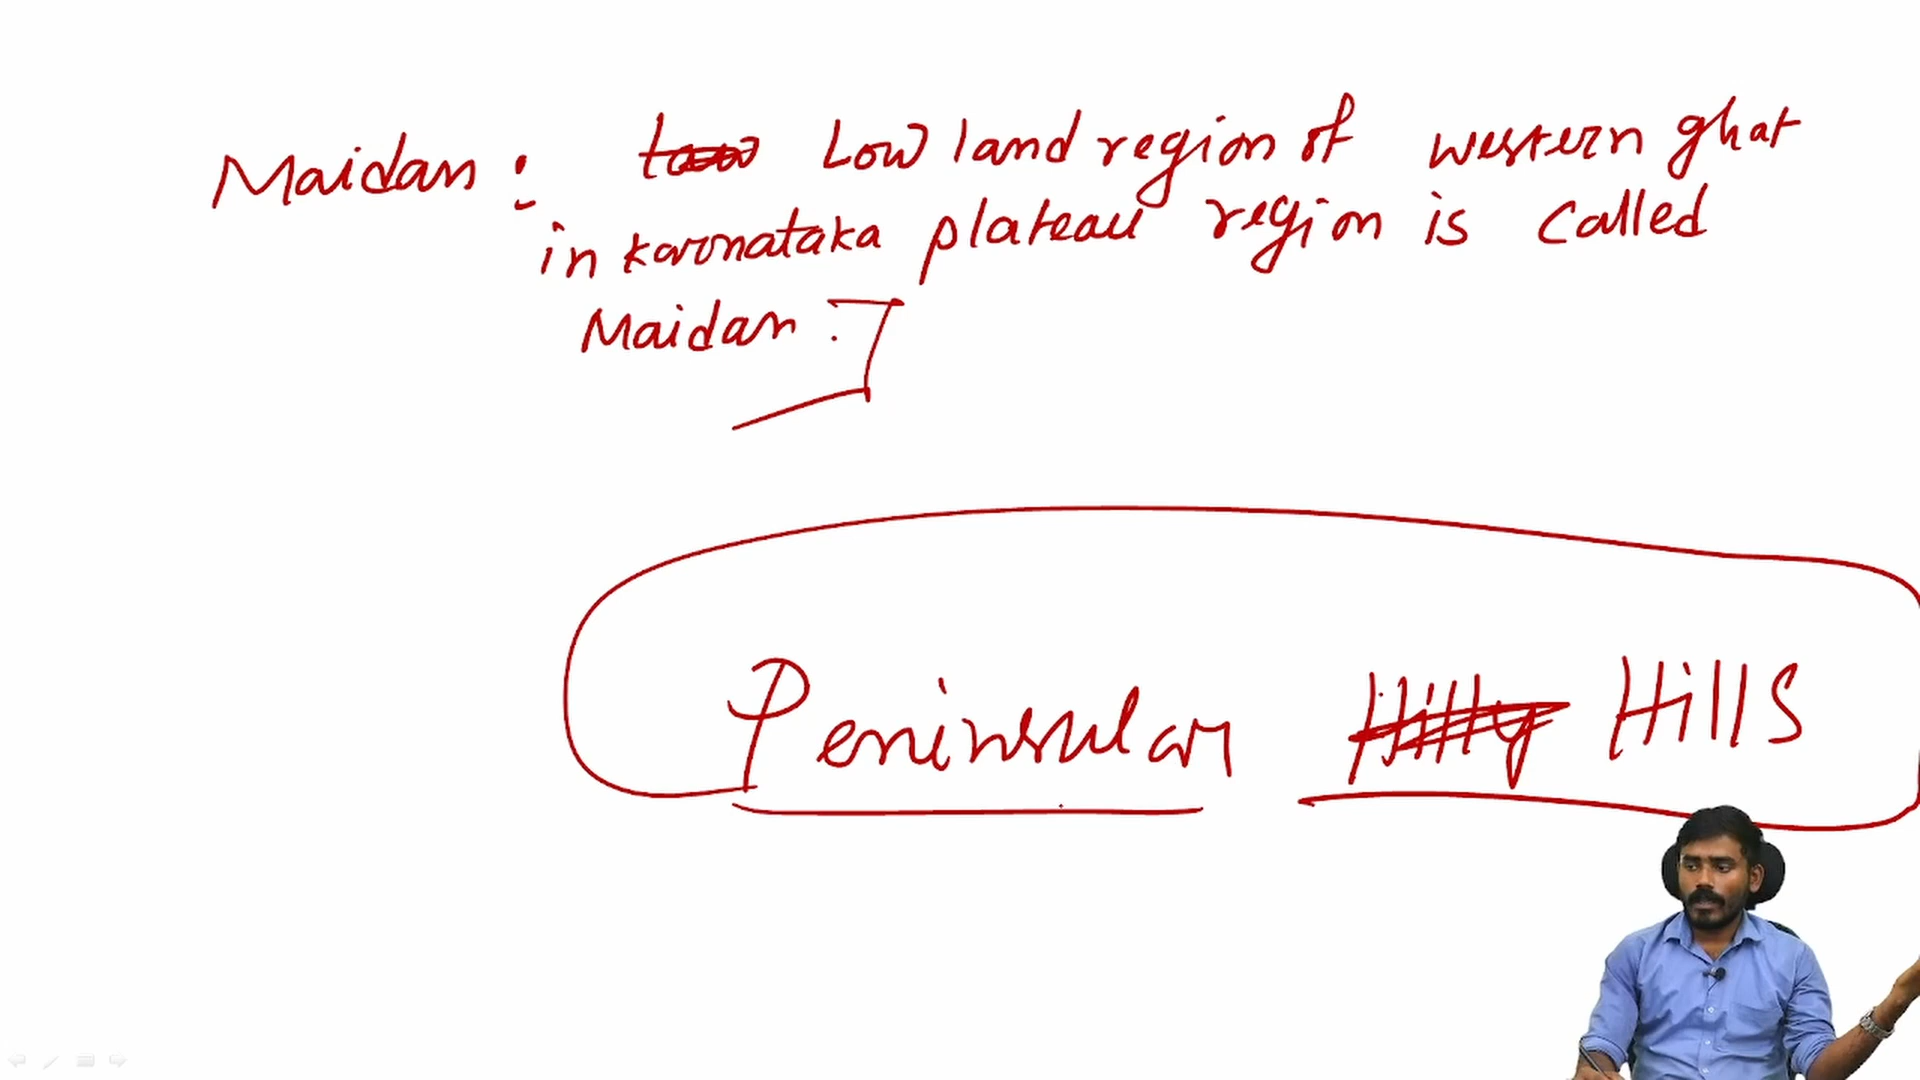 Maidan : Low land region of western ghat
in karnataka plateau region is called
Maidan .
Peninsular Hills